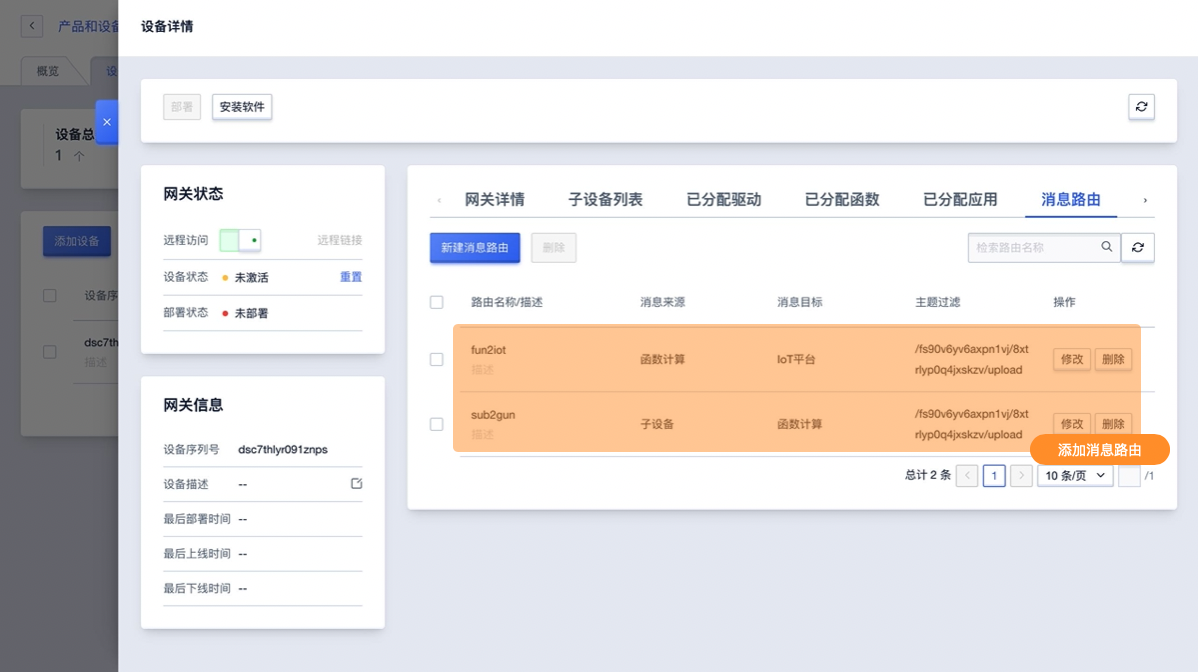 产品和设备
设备详情
概览
设
部署
安装软件
设备总
1 个
添加设备
设备序
dsc7th
描述
网关状态
远程访问
远程链接
设备状态
未激活
重置
部署状态
未部署
网关信息
设备序列号
dsc7thlyr091znps
设备描述
--
最后部署时间
--
最后上线时间
--
最后下线时间
--
网关详情
子设备列表
已分配驱动
已分配函数
已分配应用
消息路由
新建消息路由
删除
检索路由名称
路由名称/描述
消息来源
消息目标
主题过滤
操作
fun2iot
描述
函数计算
IoT平台
/fs90v6yv6axpn1vj/8xt
rlyp0q4jxskzv/upload
修改
删除
sub2gun
描述
子设备
函数计算
/fs90v6yv6axpn1vj/8xt
rlyp0q4jxskzv/upload
修改
删除
添加消息路由
总计 2 条
1
10 条/页
/1